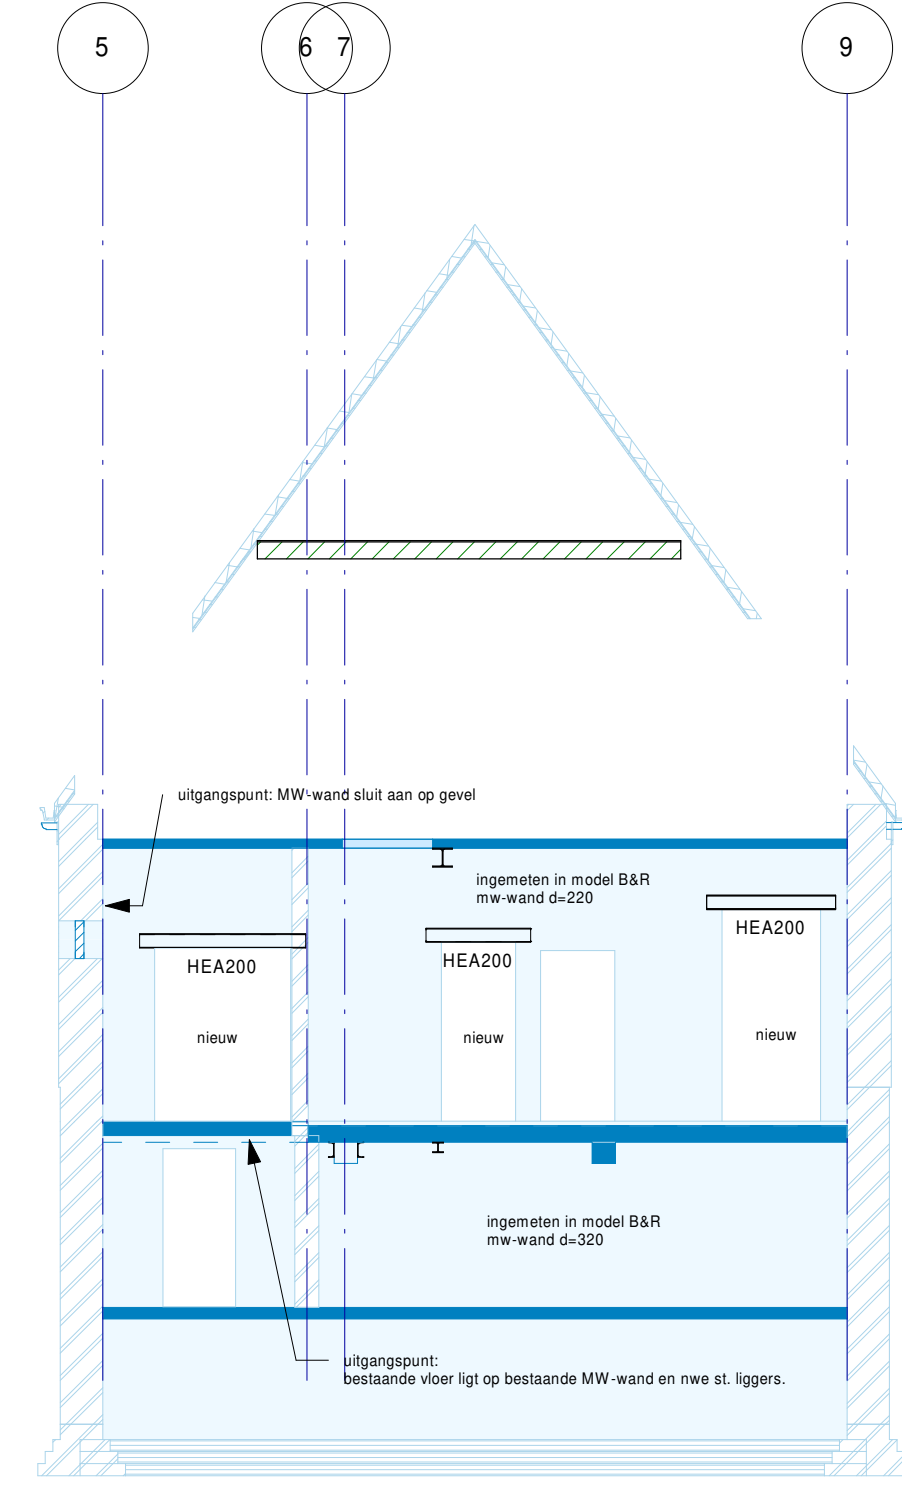 5
6
7
9
uitgangspunt: MW-wand sluit aan op gevel
ingemeten in model B&R
mw-wand d=220
HEA200
HEA200
HEA200
nieuw
nieuw
nieuw
ingemeten in model B&R
mw-wand d=320
uitgangspunt:
bestaande vloer ligt op bestaande MW-wand en nwe st. liggers.